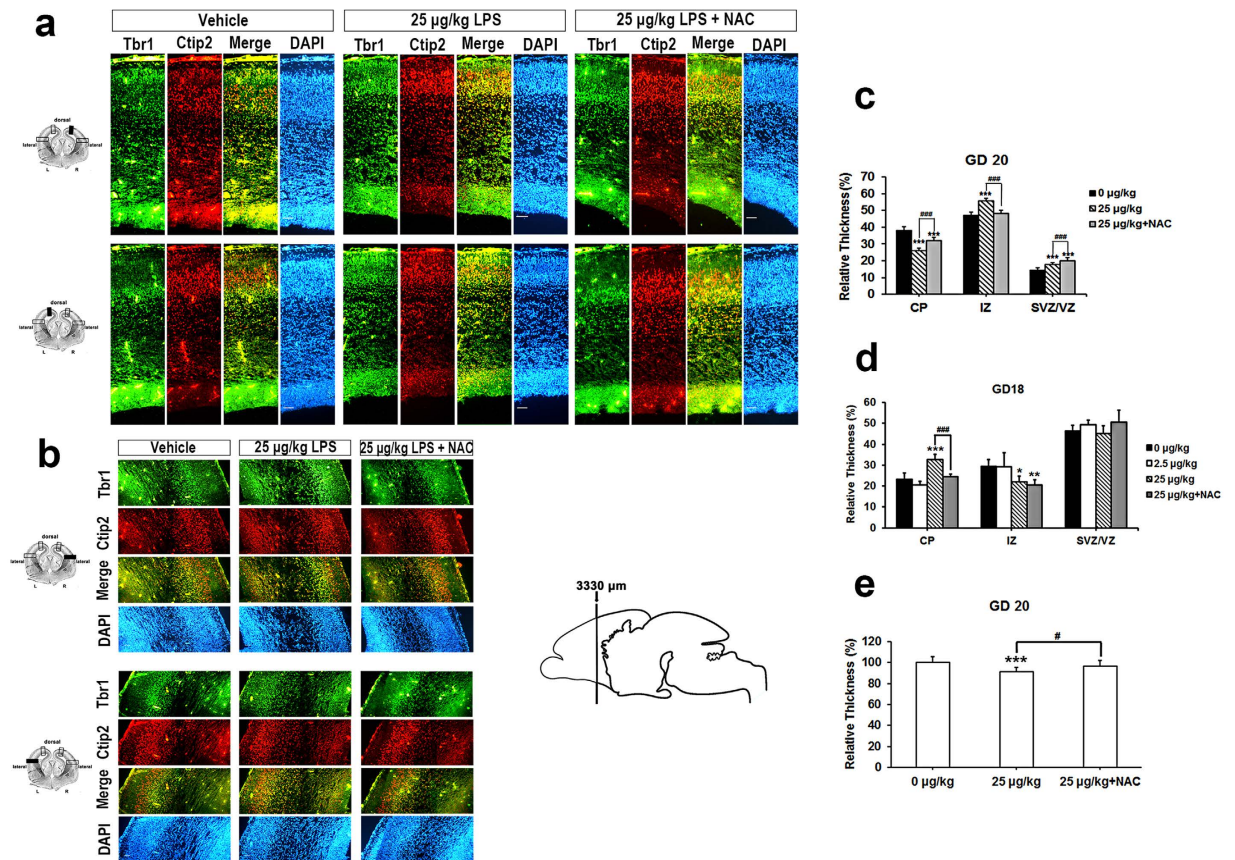 a
Vehicle
25 µg/kg LPS
25 µg/kg LPS + NAC
Tbr1 Ctip2 Merge DAPI
Tbr1 Ctip2 Merge DAPI
Tbr1 Ctip2 Merge DAPI
dorsal
lateral
lateral
L R
dorsal
lateral
lateral
L R
b
Vehicle
25 µg/kg LPS
25 µg/kg LPS + NAC
Tbr1
Ctip2
Merge
DAPI
dorsal
lateral
lateral
L R
Tbr1
Ctip2
Merge
DAPI
dorsal
lateral
lateral
L R
3330 µm
c
GD 20
Relative Thickness (%)
70
60
50
40
30
20
10
0
***
###
***
***
###
***
###
***
CP IZ SVZ/VZ
0 µg/kg
25 µg/kg
25 µg/kg+NAC
d
GD18
Relative Thickness (%)
60
50
40
30
20
10
0
***
###
*
**
CP IZ SVZ/VZ
0 µg/kg
2.5 µg/kg
25 µg/kg
25 µg/kg+NAC
e
GD 20
Relative Thickness (%)
120
100
80
60
40
20
0
***
#
0 µg/kg 25 µg/kg 25 µg/kg+NAC